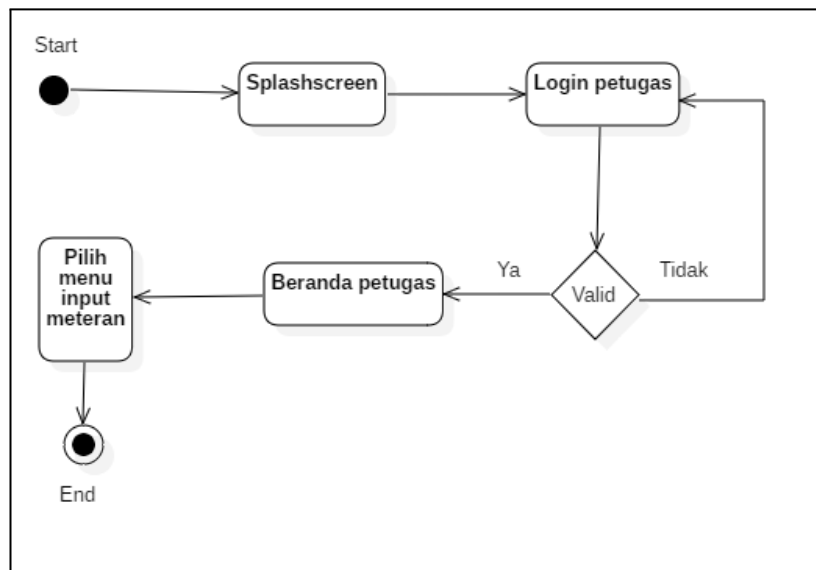 Start
Splashscreen
Login petugas
Pilih
menu
input
meteran
Beranda petugas
Ya
Valid
Tidak
End